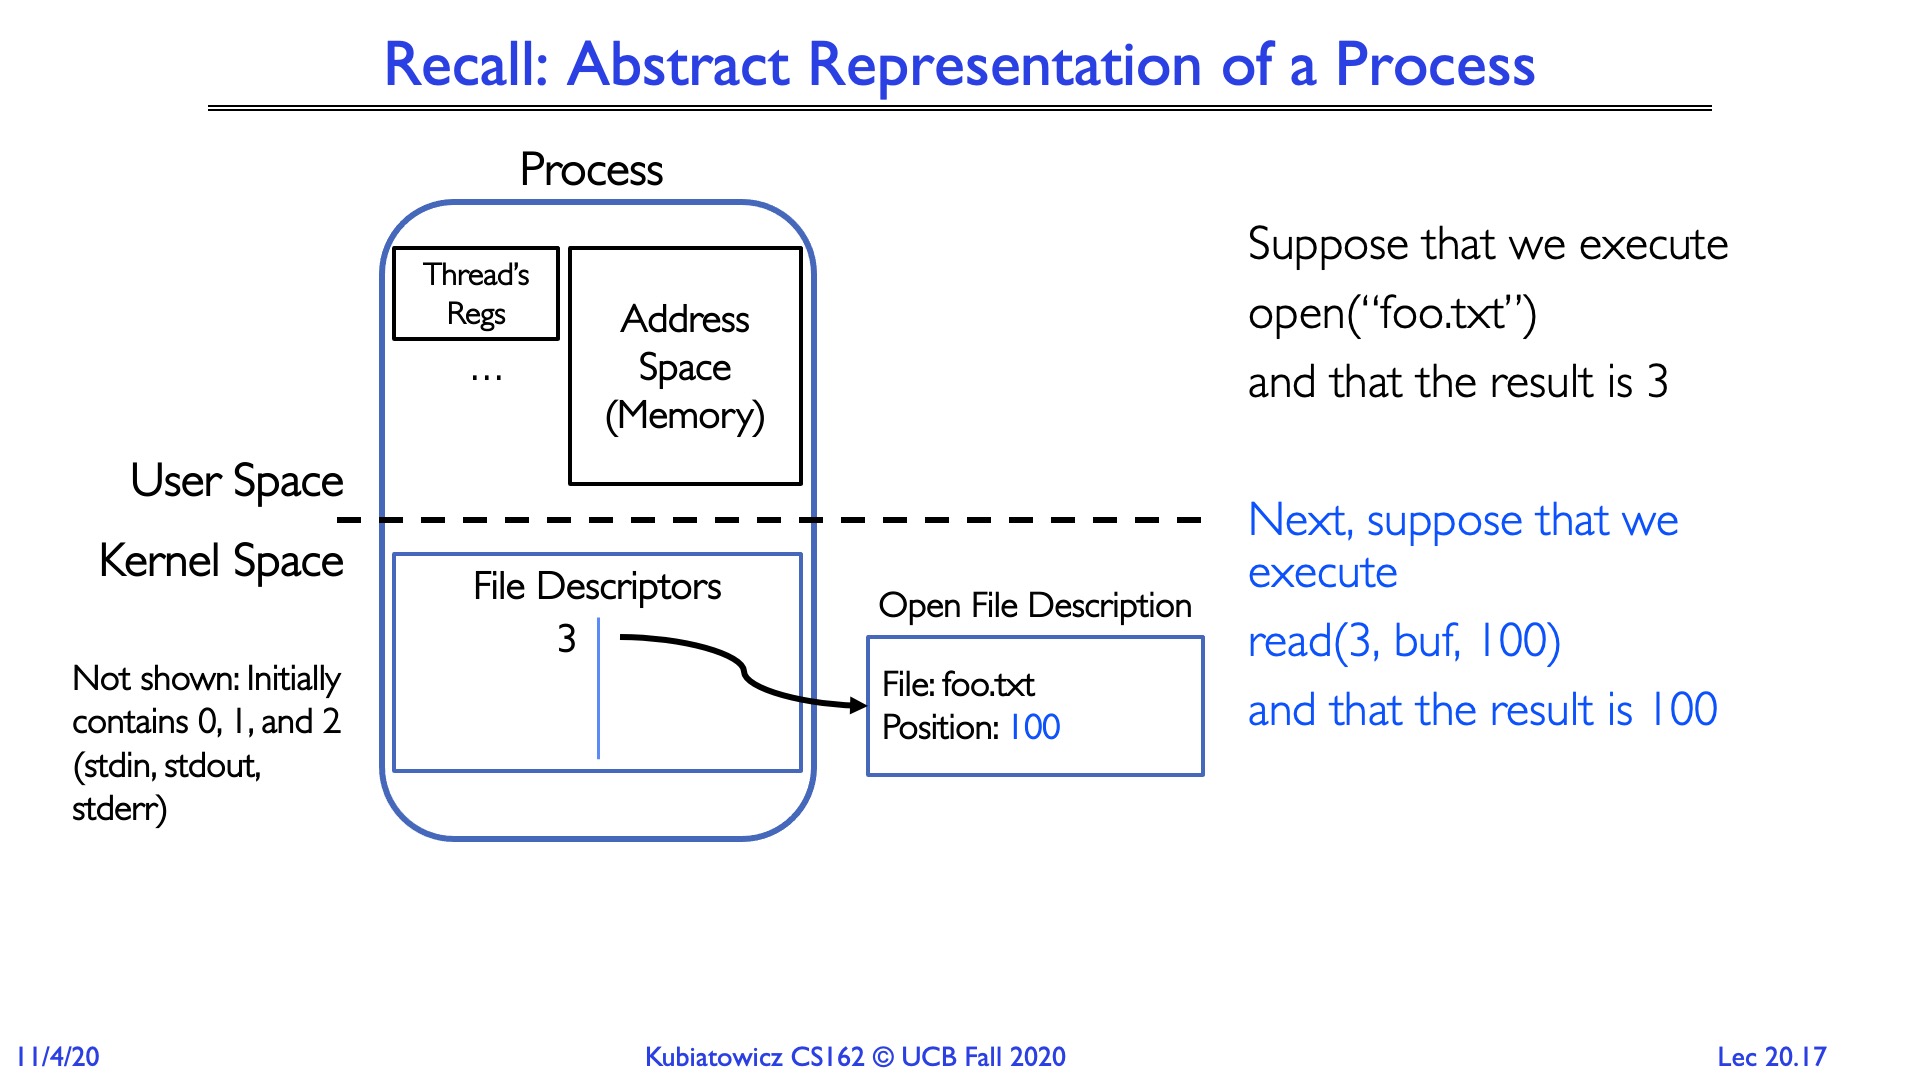 Recall: Abstract Representation of a Process
Process
Thread’s
Regs
…
Address
Space
(Memory)
User Space
Kernel Space
File Descriptors
3
Not shown: Initially
contains 0, 1, and 2
(stdin, stdout,
stderr)
Open File Description
File: foo.txt
Position: 100
Suppose that we execute
open(“foo.txt”)
and that the result is 3
Next, suppose that we
execute
read(3, buf, 100)
and that the result is 100
11/4/20
Kubiatowicz CS162 © UCB Fall 2020
Lec 20.17